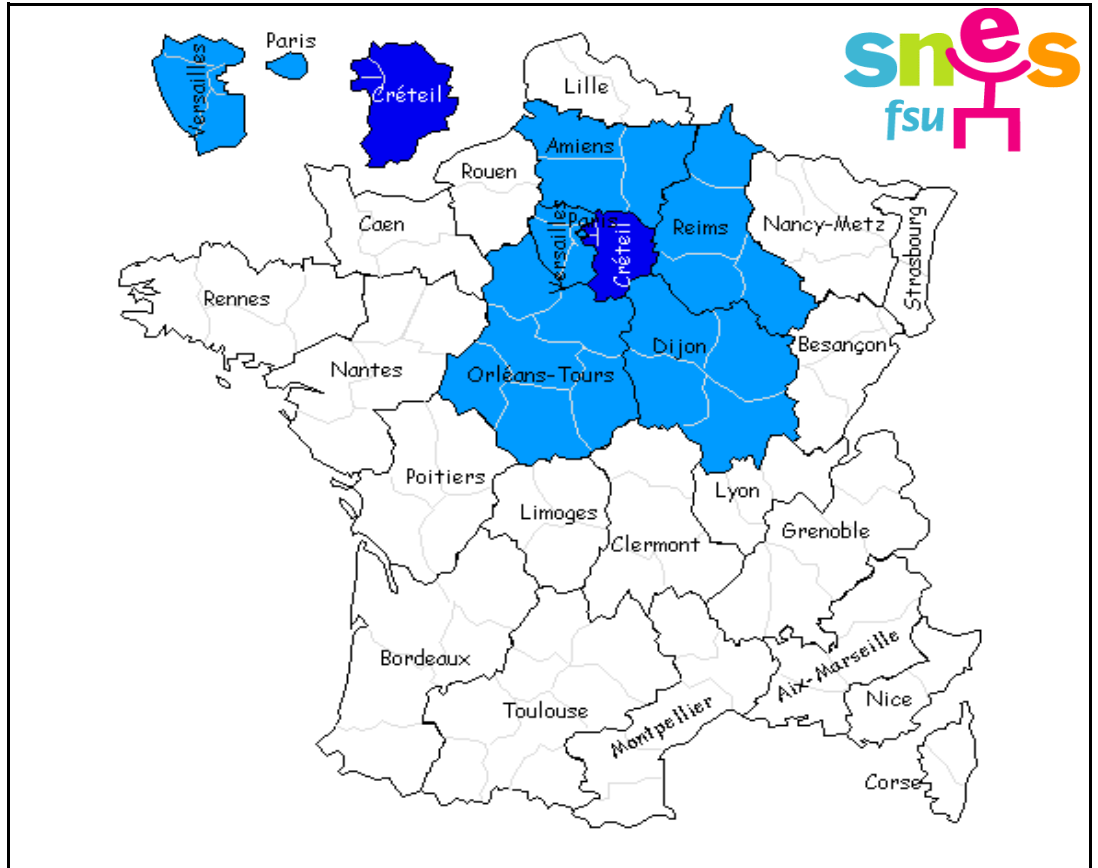 Versailles
Paris
Créteil
snes
fsu
Lille
Amiens
Rouen
Caen
Versailles
Paris
Créteil
Reims
Nancy-Metz
Strasbourg
Rennes
Nantes
Orléans-Tours
Dijon
Besançon
Poitiers
Limoges
Clermont
Lyon
Grenoble
Bordeaux
Toulouse
Montpellier
Aix-Marseille
Nice
Corse